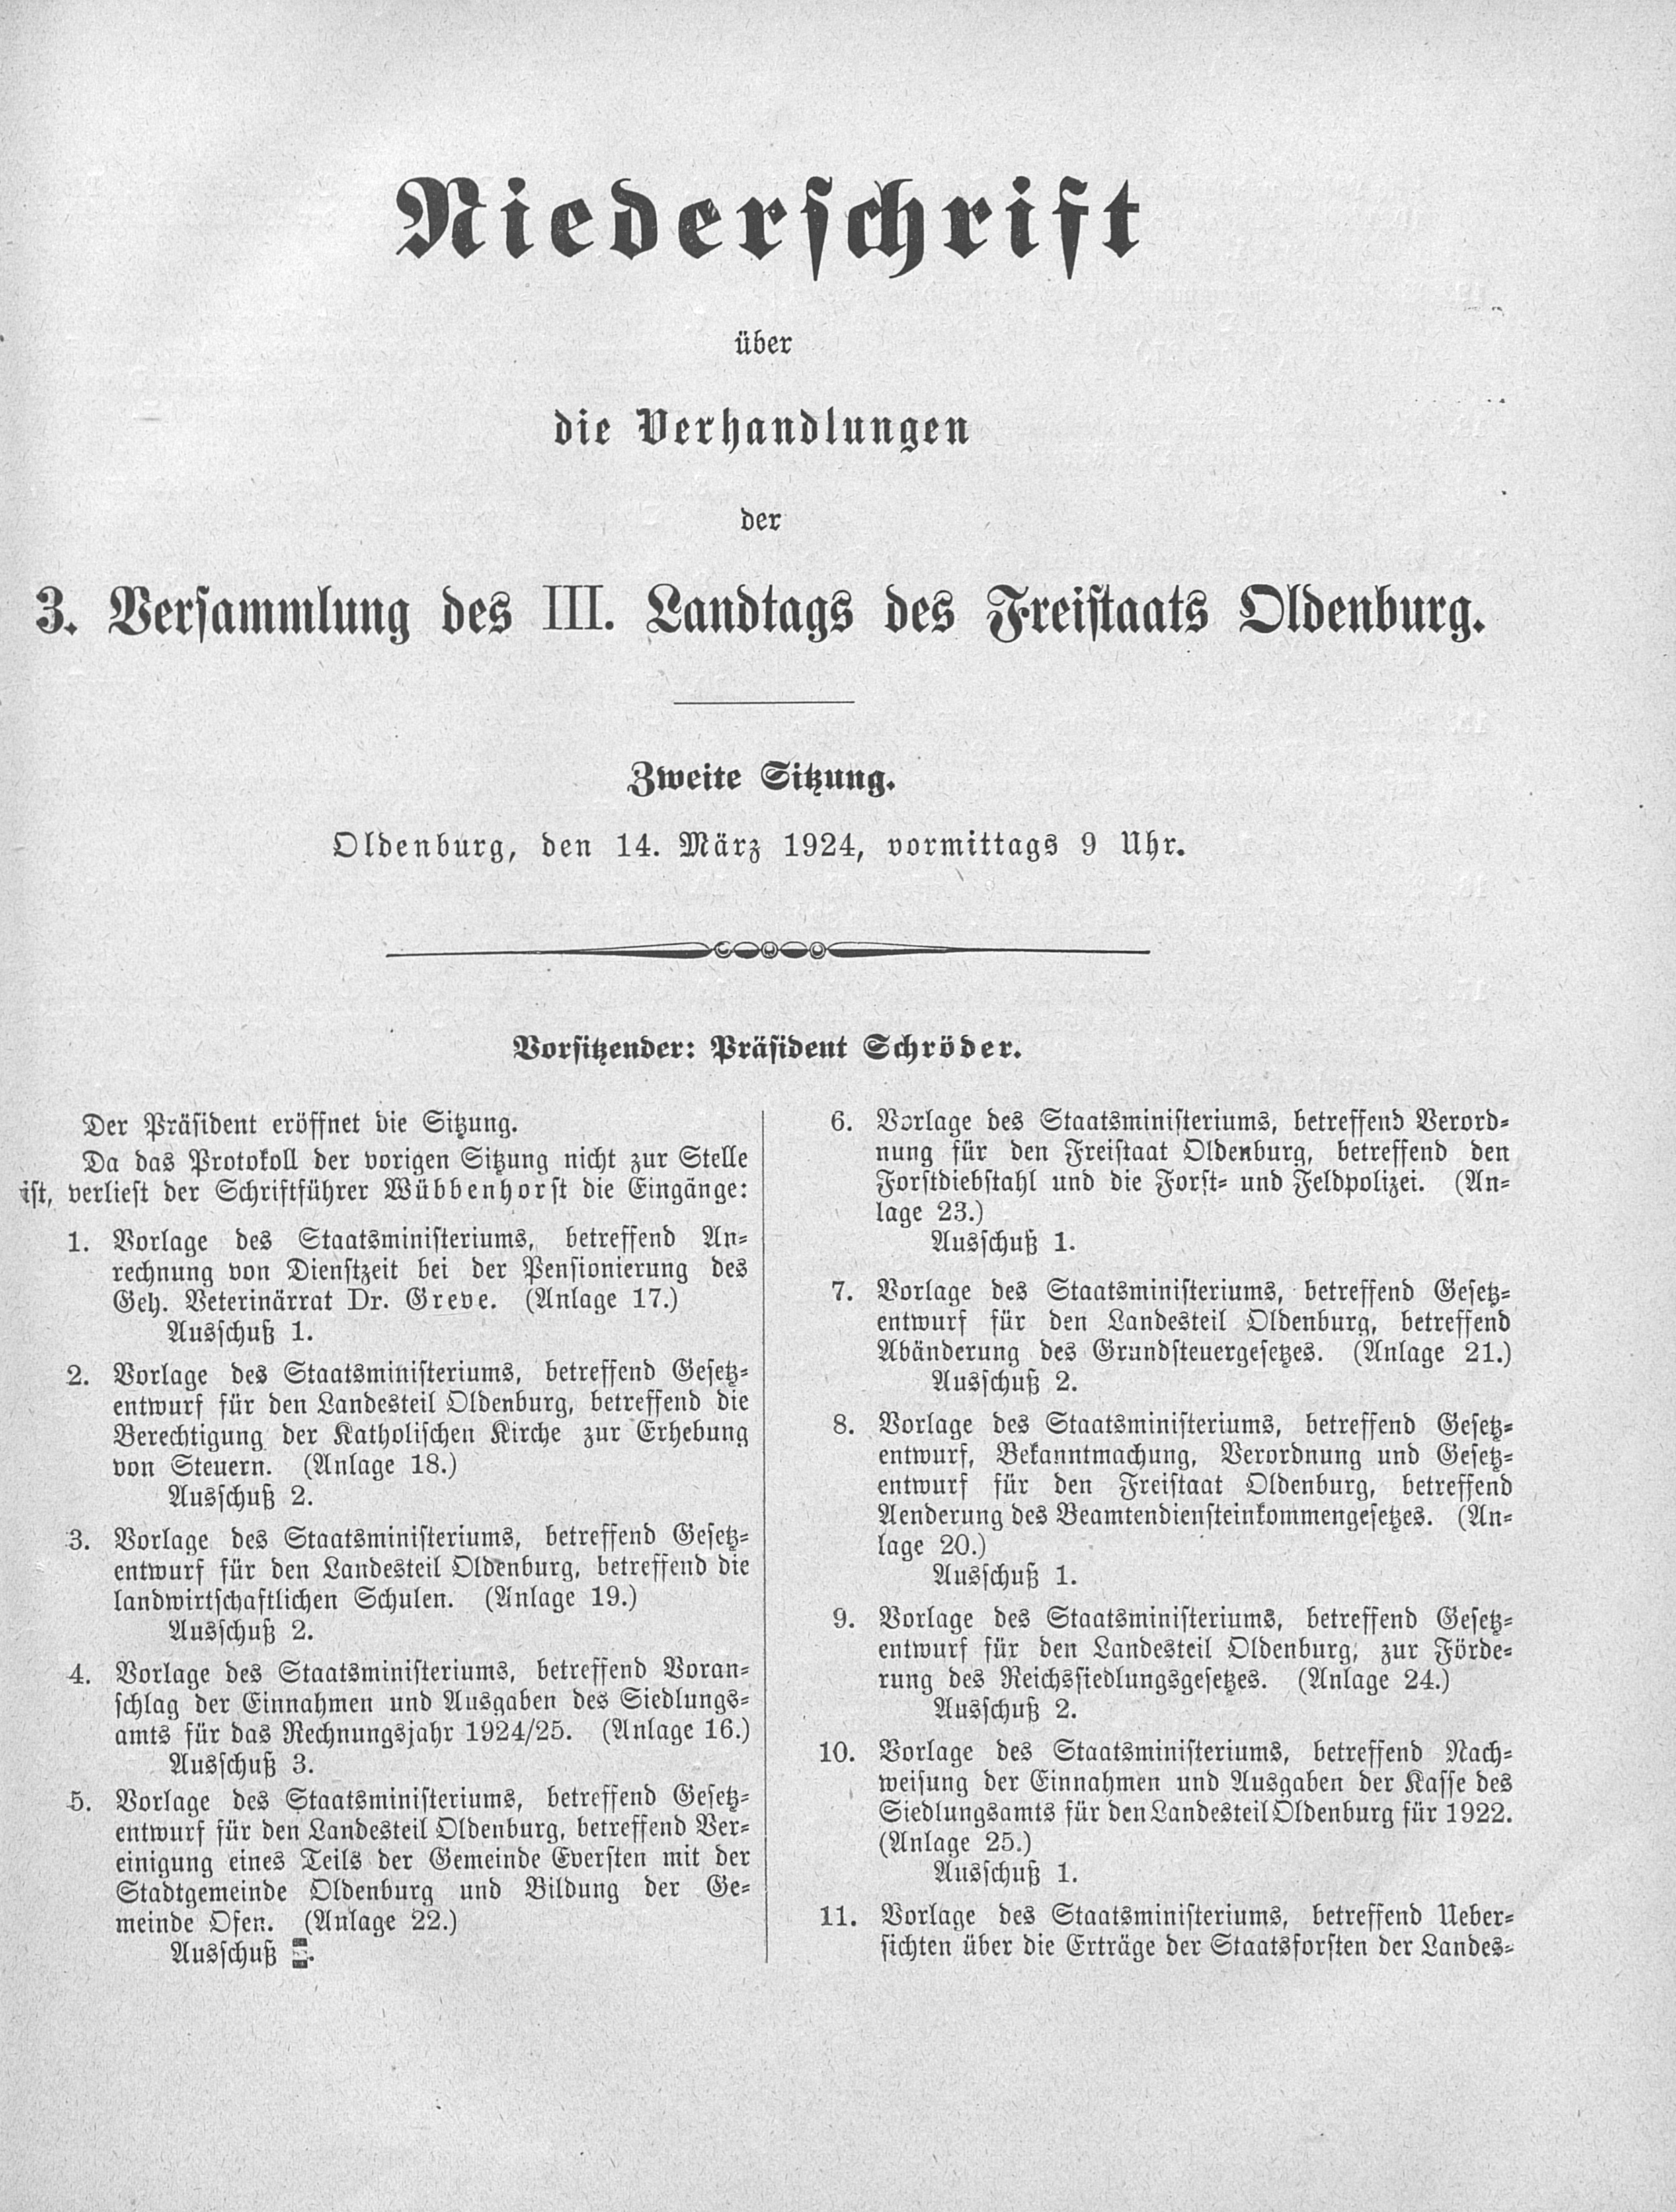 Niederschrift
über
die Verhandlungen
der
3. Versammlung des III. Landtags des Freistaats Oldenburg.
Zweite Sitzung.
Oldenburg, den 14. März 1924, vormittags 9 Uhr.
Vorsitzender: Präsident Schröder.
Der Präsident eröffnet die Sitzung.
Da das Protokoll der vorigen Sitzung nicht zur Stelle
ist, verliest der Schriftführer Wübbenhorst die Eingänge:
1. Vorlage des Staatsministeriums, betreffend An-
rechnung von Dienstzeit bei der Pensionierung des
Geh. Veterinärrat Dr. Greve. (Anlage 17.)
Ausschuß 1.
2. Vorlage des Staatsministeriums, betreffend Gesetz-
entwurf für den Landesteil Oldenburg, betreffend die
Berechtigung der Katholischen Kirche zur Erhebung
von Steuern. (Anlage 18.)
Ausschuß 2.
3. Vorlage des Staatsministeriums, betreffend Gesetz-
entwurf für den Landesteil Oldenburg, betreffend die
landwirtschaftlichen Schulen. (Anlage 19.)
Ausschuß 2.
4. Vorlage des Staatsministeriums, betreffend Voran-
schlag der Einnahmen und Ausgaben des Siedlungs-
amts für das Rechnungsjahr 1924/25. (Anlage 16.)
Ausschuß 3.
5. Vorlage des Staatsministeriums, betreffend Gesetz-
entwurf für den Landesteil Oldenburg, betreffend Ver-
einigung eines Teils der Gemeinde Eversten mit der
Stadtgemeinde Oldenburg und Bildung der Ge-
meinde Ofen. (Anlage 22.)
Ausschuß
6. Vorlage des Staatsministeriums, betreffend Verord-
nung für den Freistaat Oldenburg, betreffend den
Forstdiebstahl und die Forst- und Feldpolizei. (An-
lage 23.)
Ausschuß 1.
7. Vorlage des Staatsministeriums, betreffend Gesetz-
entwurf für den Landesteil Oldenburg, betreffend
Abänderung des Grundsteuergesetzes. (Anlage 21.)
Ausschuß 2.
8. Vorlage des Staatsministeriums, betreffend Gesetz-
entwurf, Bekanntmachung, Verordnung und Gesetz-
entwurf für den Freistaat Oldenburg, betreffend
Aenderung des Beamtendiensteinkommengesetzes. (An-
lage 20.)
Ausschuß 1.
9. Vorlage des Staatsministeriums, betreffend Gesetz-
entwurf für den Landesteil Oldenburg, zur Förde-
rung des Reichssiedlungsgesetzes. (Anlage 24.)
Ausschuß 2.
10. Vorlage des Staatsministeriums, betreffend Nach-
weisung der Einnahmen und Ausgaben der Kasse des
Siedlungsamts für den Landesteil Oldenburg für 1922.
(Anlage 25.)
Ausschuß 1.
11. Vorlage des Staatsministeriums, betreffend Ueber-
sichten über die Erträge der Staatsforsten der Landes-